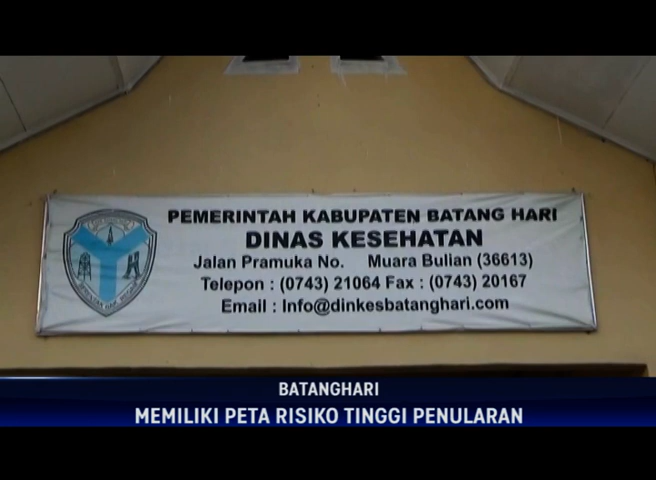 PEMERINTAH KABUPATEN BATANG HARI
DINAS KESEHATAN
Jalan Pramuka No. Muara Bulian (36613)
Telepon : (0743) 21064 Fax : (0743) 20167
Email : Info@dinkesbatanghari.com
BATANGHARI
MEMILIKI PETA RISIKO TINGGI PENULARAN